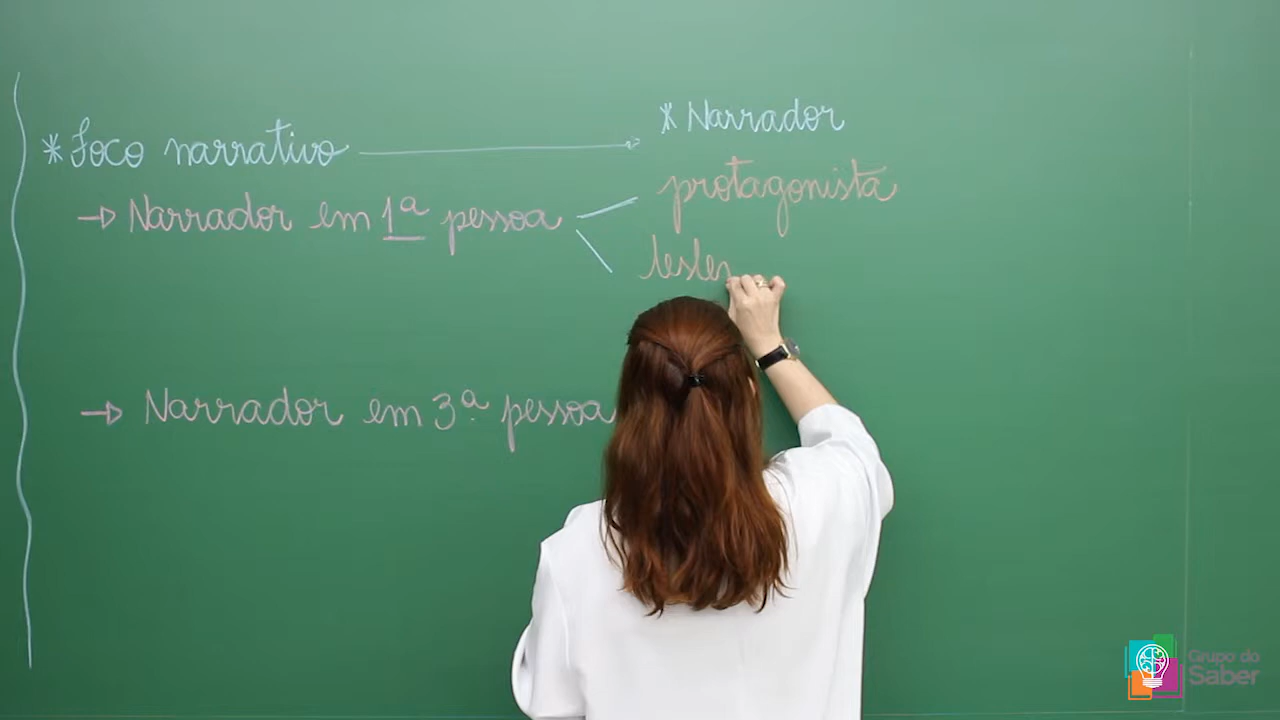 * Foco narrativo
* Narrador
protagonista
→ Narrador em 1ª pessoa
→ Narrador em 3ª pessoa
Grupo do
Saber